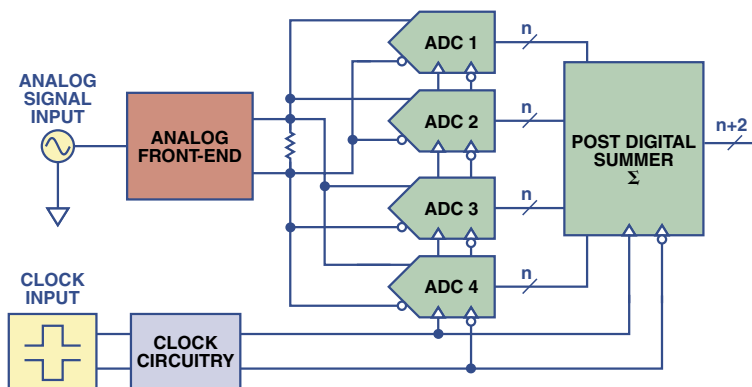 ANALOG
SIGNAL
INPUT
ANALOG
FRONT-END
ADC 1
n
ADC 2
n
ADC 3
n
ADC 4
n
POST DIGITAL
SUMMER
Σ
n+2
CLOCK
INPUT
CLOCK
CIRCUITRY